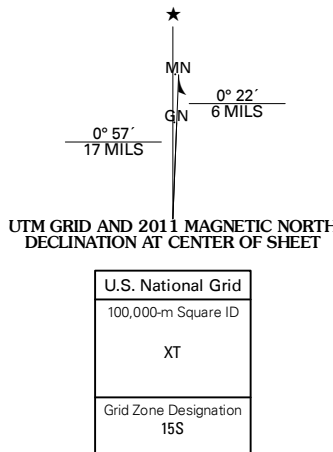 ★
MN
0° 22´
6 MILS
GN
0° 57´
17 MILS
UTM GRID AND 2011 MAGNETIC NORTH
DECLINATION AT CENTER OF SHEET
U.S. National Grid
100,000-m Square ID
XT
Grid Zone Designation
15S